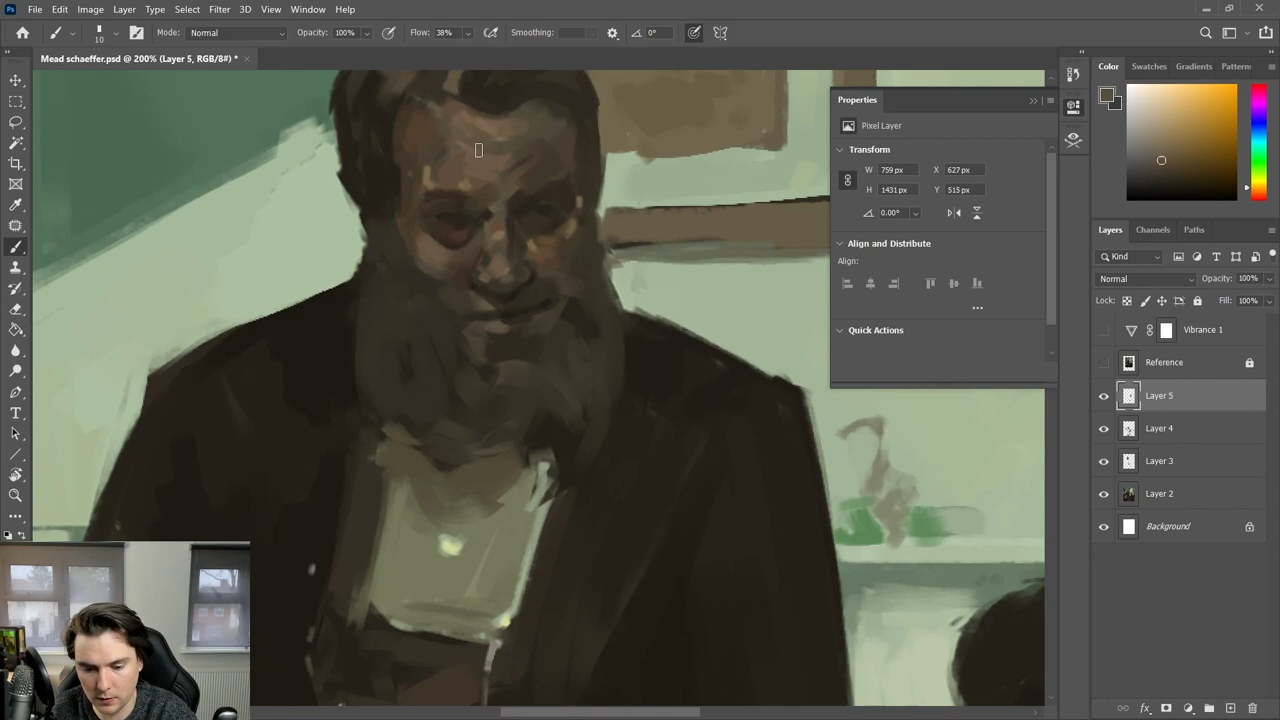 Ps File Edit Image Layer Type Select Filter 3D View Window Help
10 Mode: Normal Opacity: 100% Flow: 38% Smoothing: 0°
Mead schaeffer.psd @ 200% (Layer 5, RGB/8#) * ×
Color Swatches Gradients Patterns
Properties
Pixel Layer
Transform
W 759 px X 627 px
H 1431 px Y 515 px
0.00°
Align and Distribute
Align:
Quick Actions
Layers Channels Paths
Kind
Normal Opacity: 100%
Lock: Fill: 100%
Vibrance 1
Reference
Layer 5
Layer 4
Layer 3
Layer 2
Background